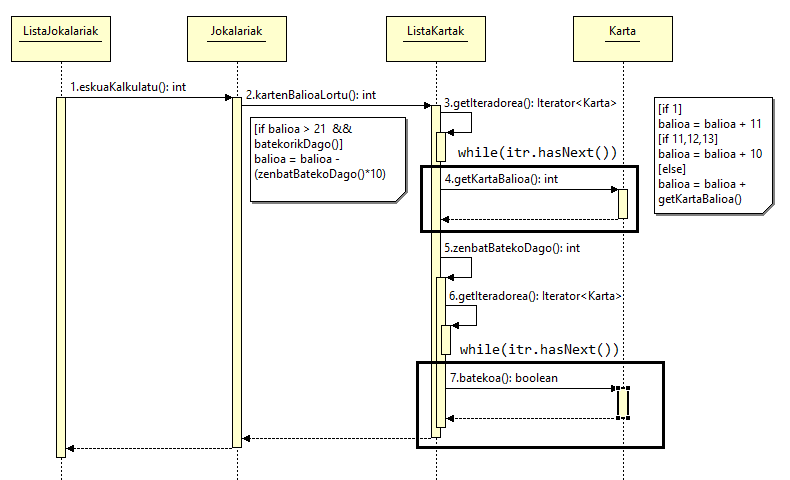 ListaJokalariak
Jokalariak
ListaKartak
Karta
1.eskuaKalkulatu(): int
2.kartenBalioaLortu(): int
3.getIteradorea(): Iterator<Karta>
[if balioa > 21 &&
batekorikDago()]
balioa = balioa -
(zenbatBatekoDago()*10)
[if 1]
balioa = balioa + 11
[if 11,12,13]
balioa = balioa + 10
[else]
balioa = balioa +
getKartaBalioa()
while(itr.hasNext())
4.getKartaBalioa(): int
5.zenbatBatekoDago(): int
6.getIteradorea(): Iterator<Karta>
while(itr.hasNext())
7.batekoa(): boolean